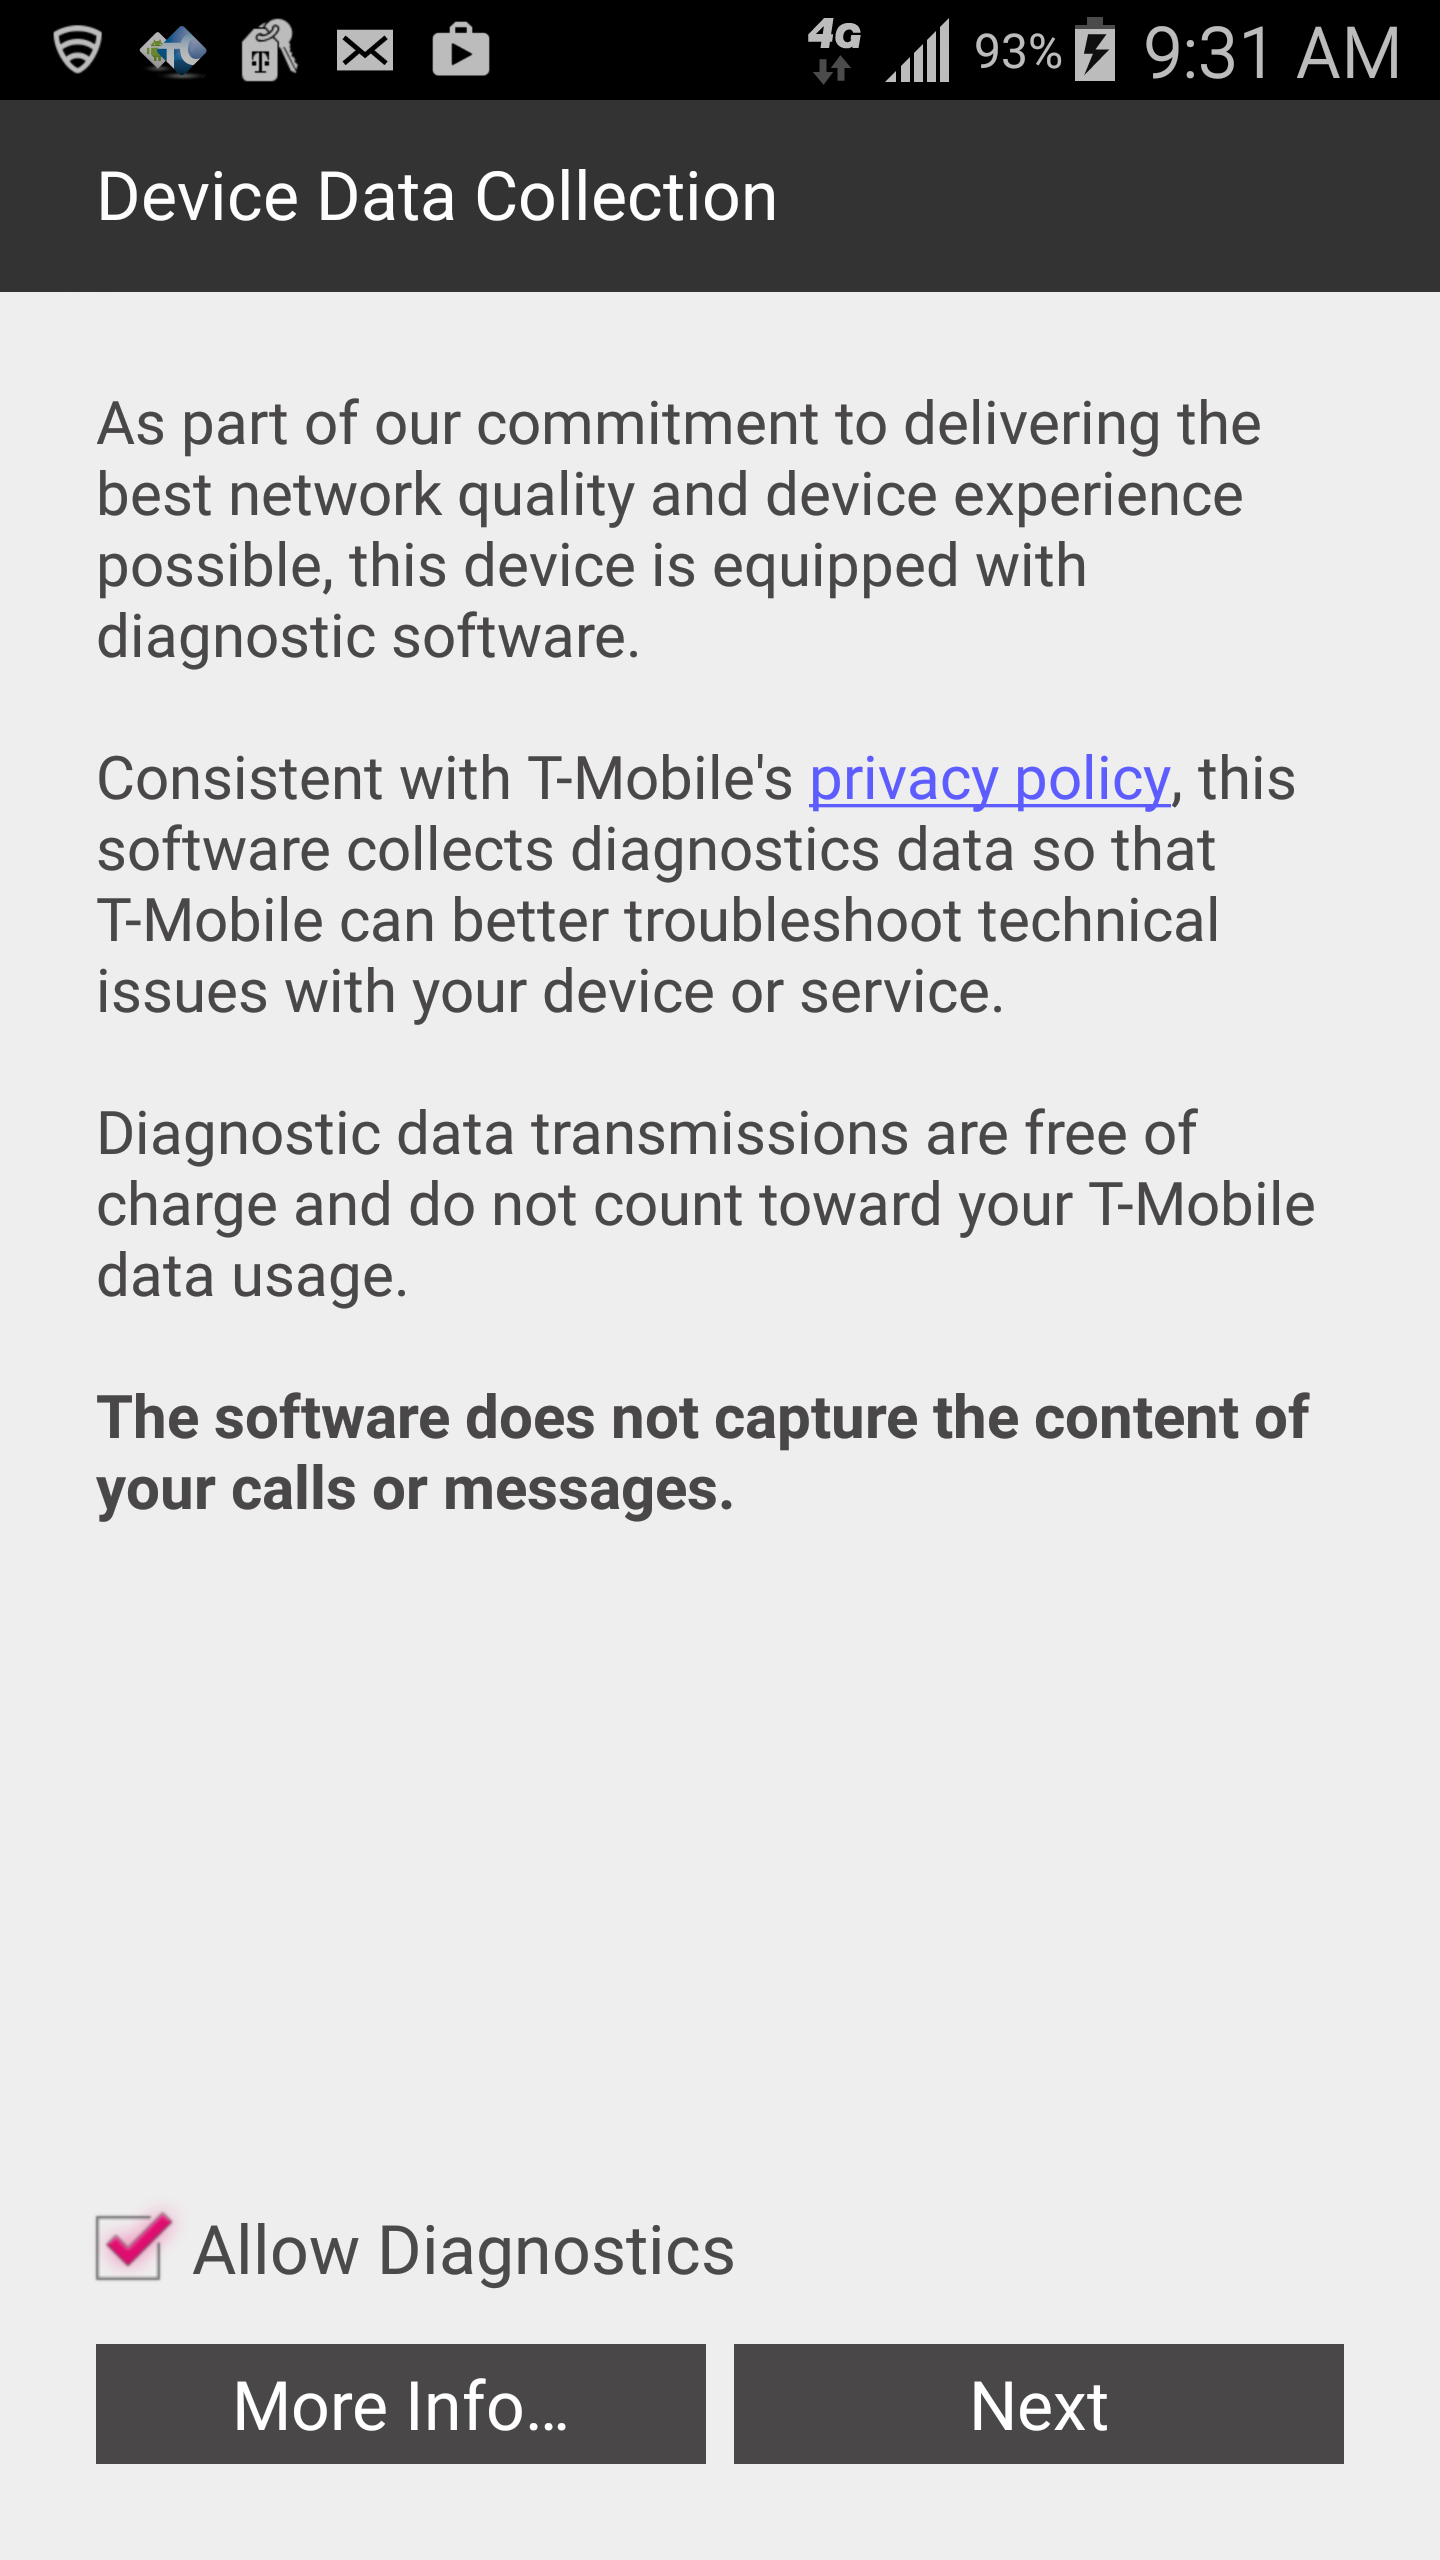 4G 93% 9:31 AM
Device Data Collection
As part of our commitment to delivering the
best network quality and device experience
possible, this device is equipped with
diagnostic software.
Consistent with T-Mobile's privacy policy, this
software collects diagnostics data so that
T-Mobile can better troubleshoot technical
issues with your device or service.
Diagnostic data transmissions are free of
charge and do not count toward your T-Mobile
data usage.
The software does not capture the content of
your calls or messages.
Allow Diagnostics
More Info...
Next